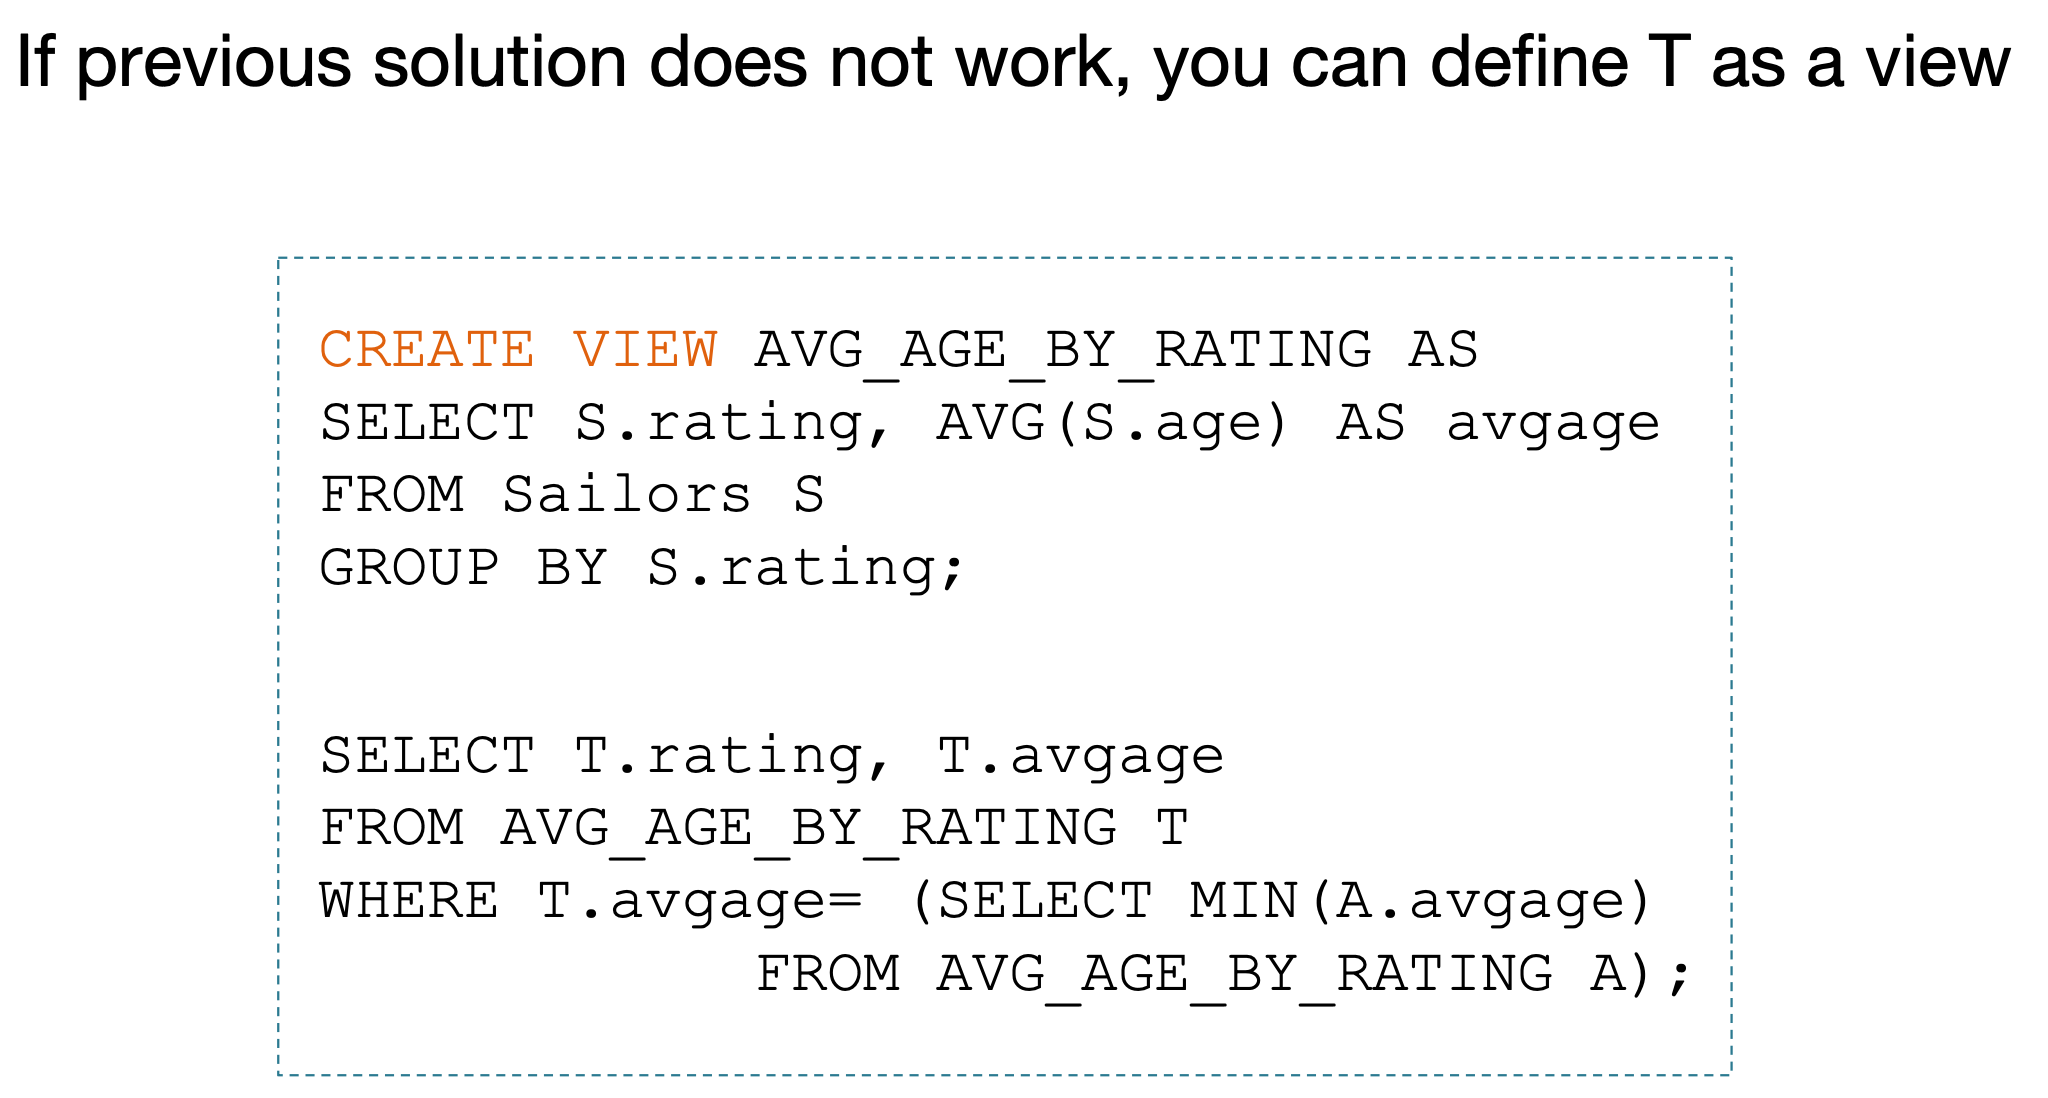 If previous solution does not work, you can define T as a view
CREATE VIEW AVG_AGE_BY_RATING AS
SELECT S.rating, AVG(S.age) AS avgage
FROM Sailors S
GROUP BY S.rating;
SELECT T.rating, T.avgage
FROM AVG_AGE_BY_RATING T
WHERE T.avgage= (SELECT MIN(A.avgage)
FROM AVG_AGE_BY_RATING A);